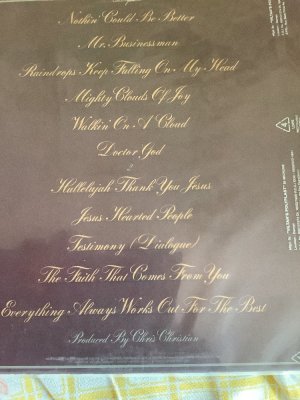 Nothin' Could Be Better
Mr. Businessman
Raindrops Keep Falling On My Head
Mighty Clouds Of Joy
Walkin' On A Cloud
Doctor God
2
Hallelujah Thank You Jesus
Jesus Hearted People
Testimony (Dialogue)
The Faith That Comes From You
Everything Always Works Out For The Best
Produced By Chris Christian